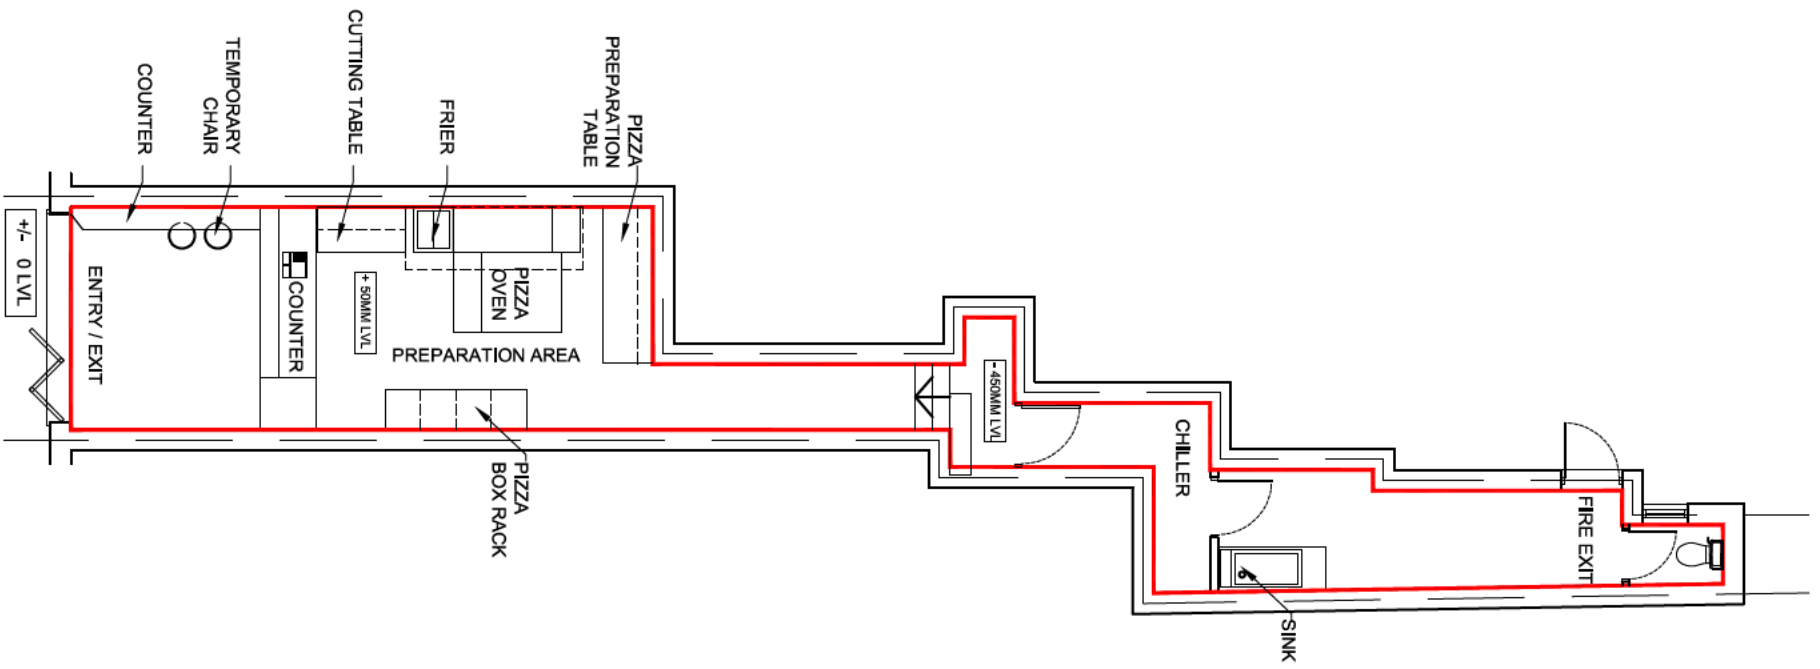 CUTTING TABLE
TEMPORARY
CHAIR
COUNTER
FRIER
PIZZA
PREPARATION
TABLE
+/- 0 LVL
ENTRY / EXIT
COUNTER
+ 50MM LVL
PIZZA
OVEN
PREPARATION AREA
PIZZA
BOX RACK
- 450MM LVL
CHILLER
FIRE EXIT
SINK